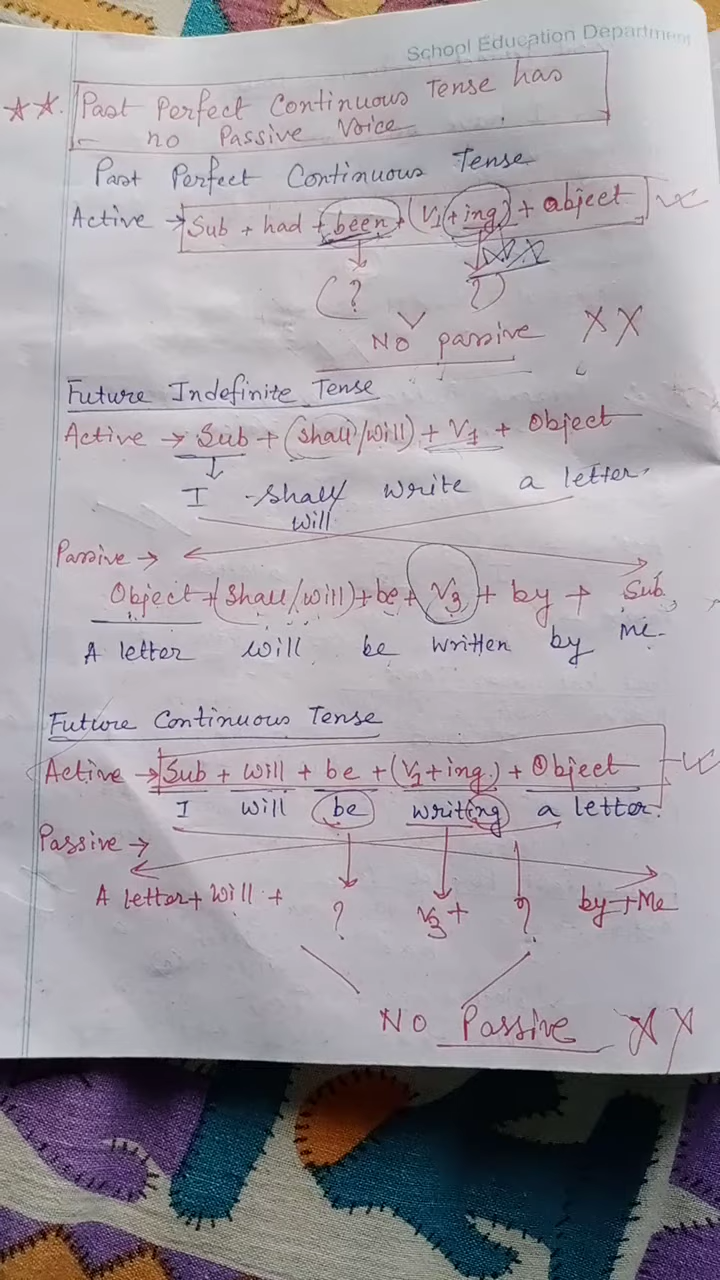 School Education Department
★★. Past Perfect Continuous Tense has
no Passive Voice
Past Perfect Continuous Tense
Active → Sub + had + been + (V1 + ing) + object
(? ?)
No passive XX
Future Indefinite Tense
Active → Sub + (shall/will) + V1 + Object
I shall write a letter.
will
Passive →
Object + (shall/will) + be + V3 + by + Sub
A letter will be written by me.
Future Continuous Tense
Active → Sub + will + be + (V1 + ing) + Object
I will be writing a letter.
Passive →
A letter + will + ? V3 + ? by + Me
No Passive XX